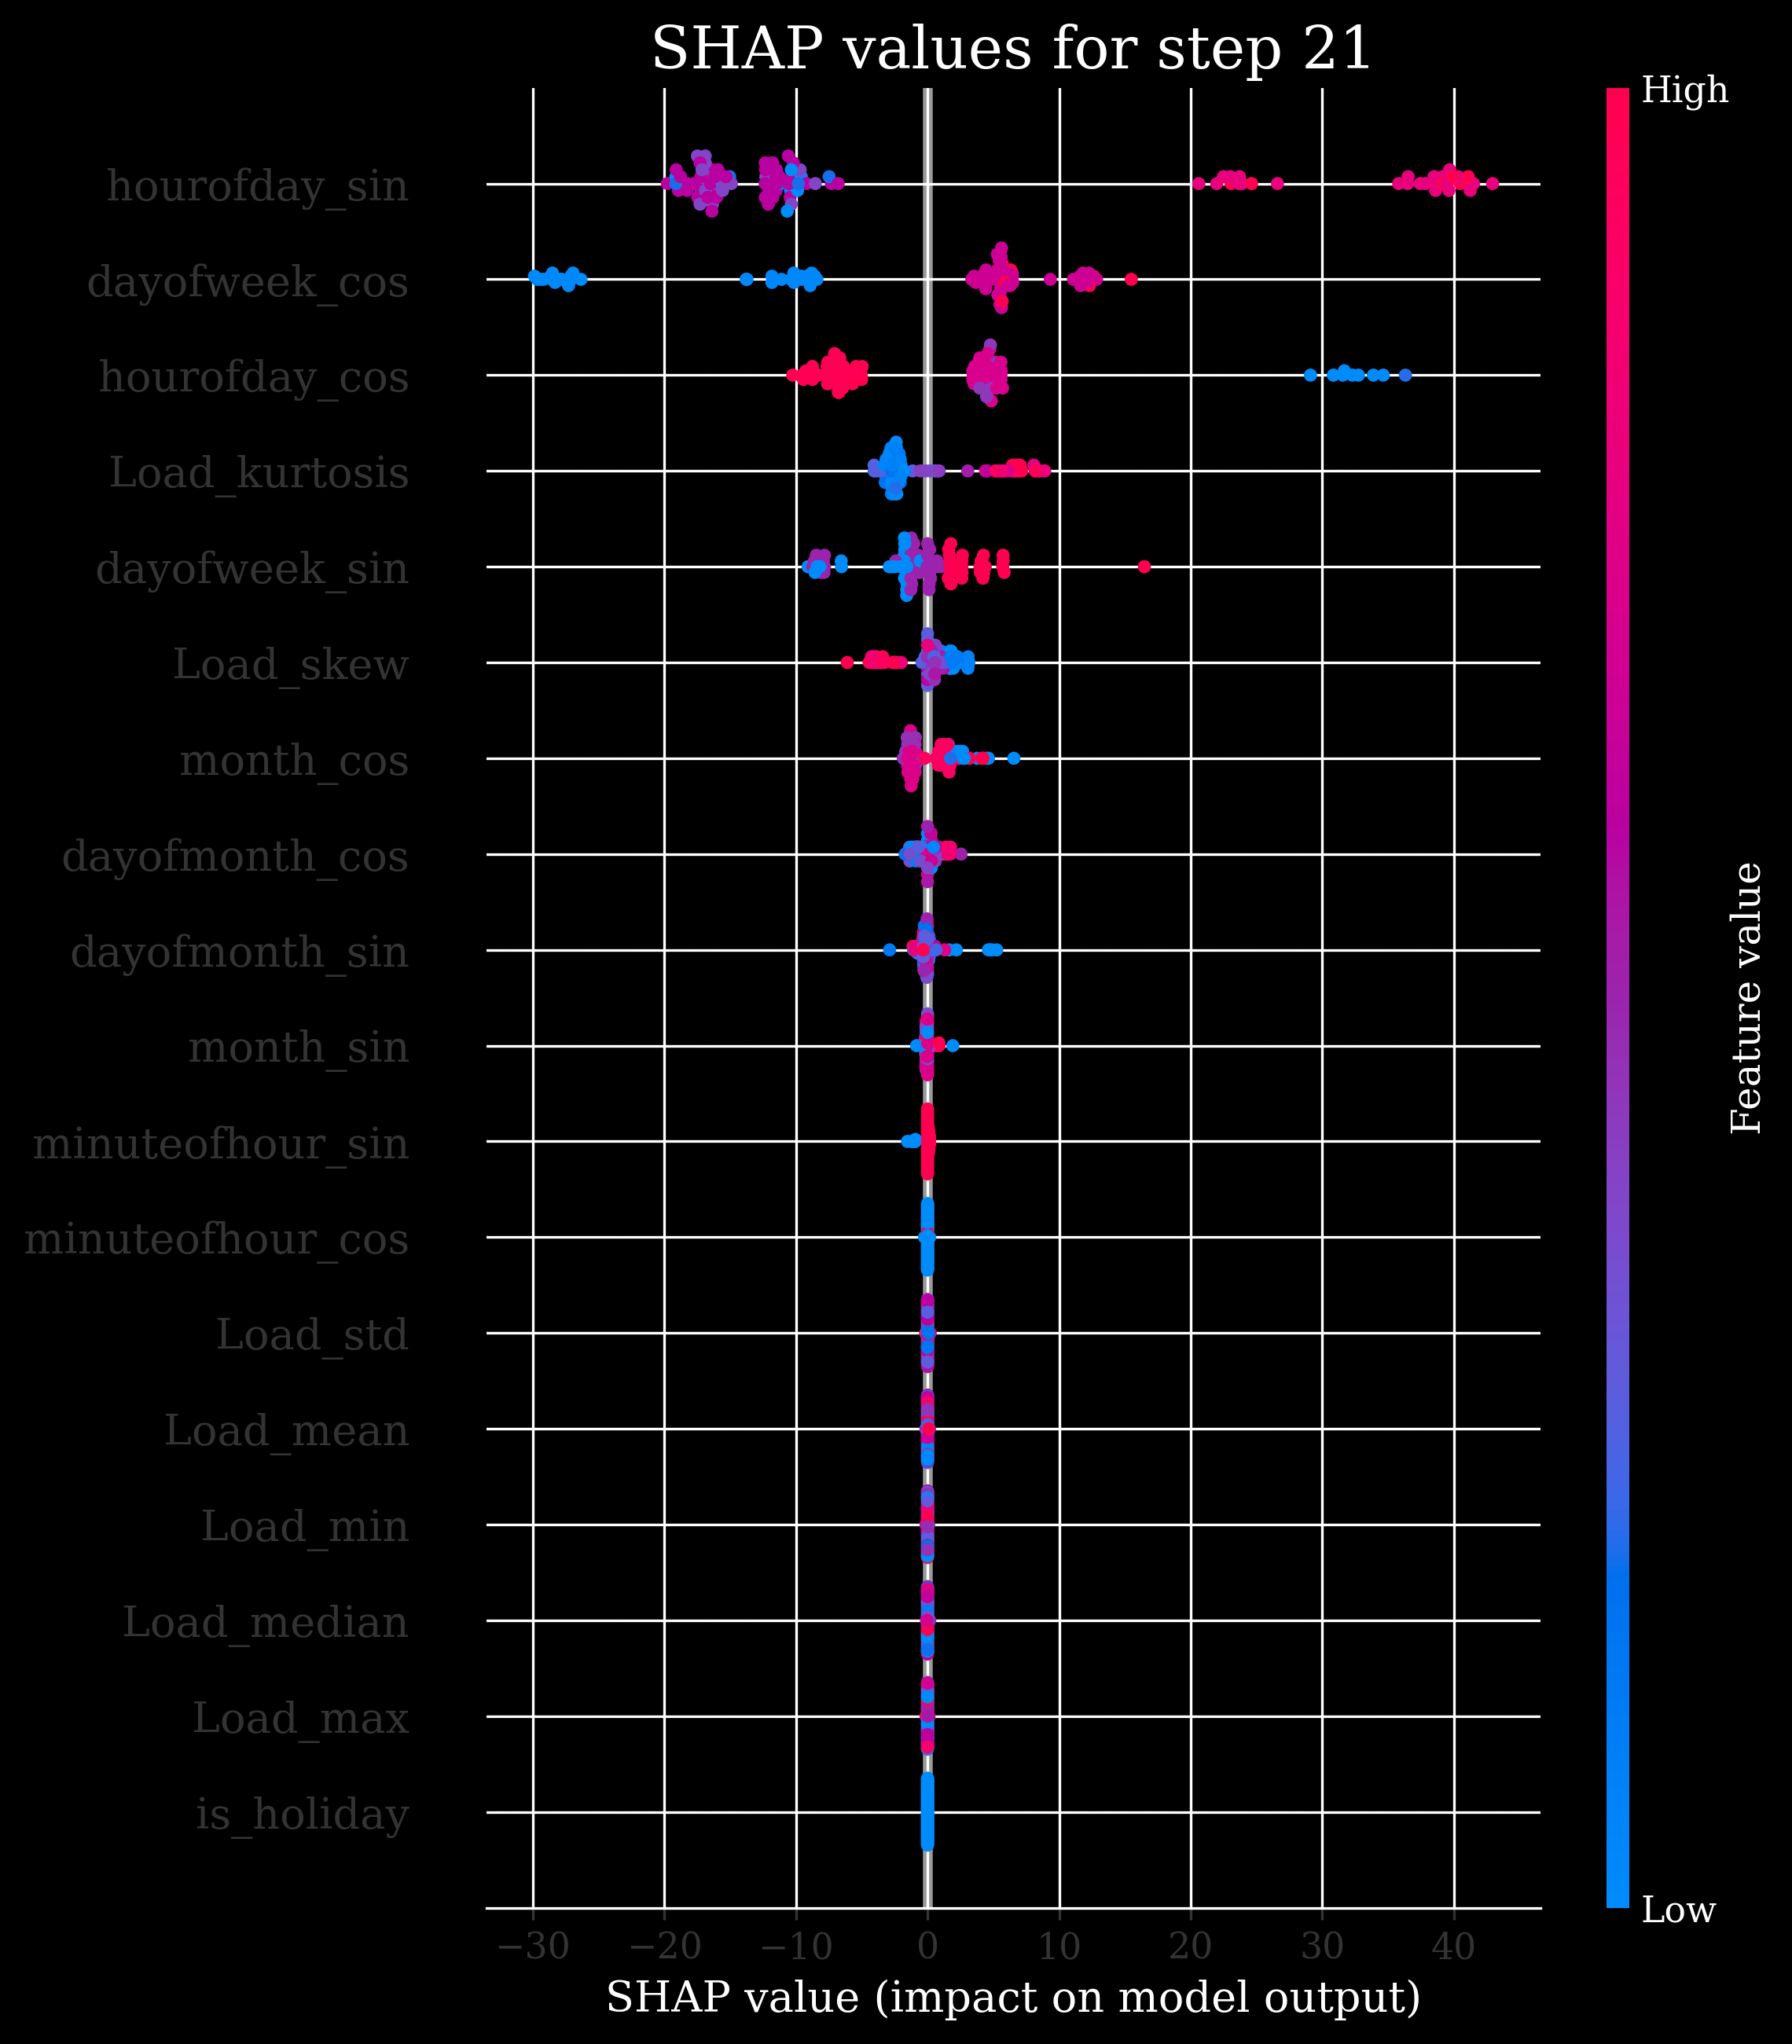 SHAP values for step 21
High
hourofday_sin
dayofweek_cos
hourofday_cos
Load_kurtosis
dayofweek_sin
Load_skew
month_cos
dayofmonth_cos
dayofmonth_sin
month_sin
minuteofhour_sin
minuteofhour_cos
Load_std
Load_mean
Load_min
Load_median
Load_max
is_holiday
Feature value
Low
−30 −20 −10 0 10 20 30 40
SHAP value (impact on model output)